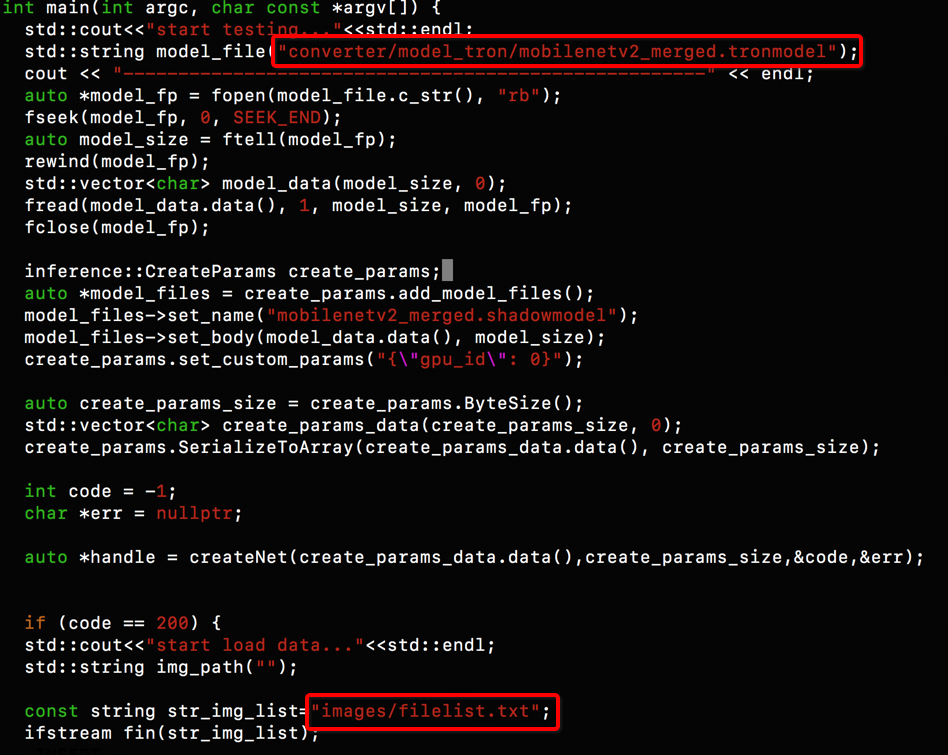 int main(int argc, char const *argv[]) {
std::cout<<"start testing..."<<std::endl;
std::string model_file("converter/model_tron/mobilenetv2_merged.tronmodel");
cout << "-----------------------------------------------------" << endl;
auto *model_fp = fopen(model_file.c_str(), "rb");
fseek(model_fp, 0, SEEK_END);
auto model_size = ftell(model_fp);
rewind(model_fp);
std::vector<char> model_data(model_size, 0);
fread(model_data.data(), 1, model_size, model_fp);
fclose(model_fp);
inference::CreateParams create_params;
auto *model_files = create_params.add_model_files();
model_files->set_name("mobilenetv2_merged.shadowmodel");
model_files->set_body(model_data.data(), model_size);
create_params.set_custom_params("{\"gpu_id\": 0}");
auto create_params_size = create_params.ByteSize();
std::vector<char> create_params_data(create_params_size, 0);
create_params.SerializeToArray(create_params_data.data(), create_params_size);
int code = -1;
char *err = nullptr;
auto *handle = createNet(create_params_data.data(),create_params_size,&code,&err);
if (code == 200) {
std::cout<<"start load data..."<<std::endl;
std::string img_path("");
const string str_img_list="images/filelist.txt";
ifstream fin(str_img_list);